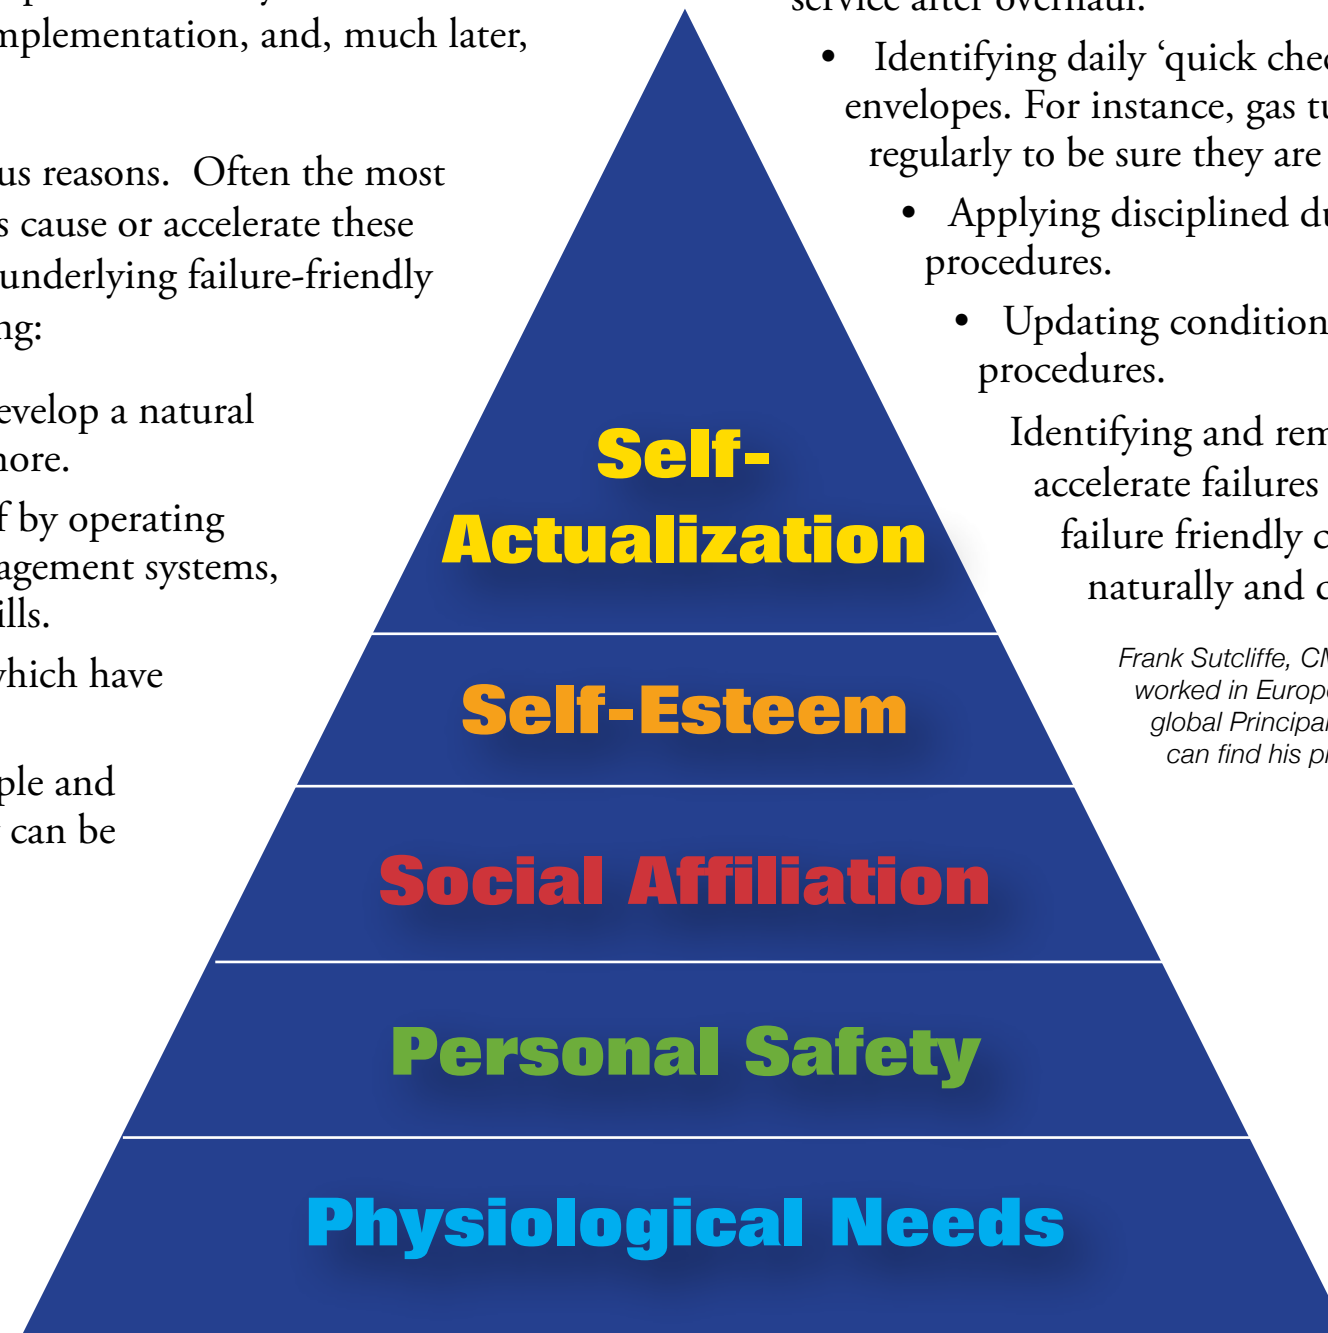 mplementation, and, much later,
us reasons.  Often the most
s cause or accelerate these
underlying failure-friendly
ng:
evelop a natural
nore.
f by operating
agement systems,
ills.
which have
ple and
can be
Self-
Actualization
Self-Esteem
Social Affiliation
Personal Safety
Physiological Needs
service after overhaul.
• Identifying daily ‘quick chec
envelopes. For instance, gas tu
regularly to be sure they are
• Applying disciplined du
procedures.
• Updating condition
procedures.
Identifying and rem
accelerate failures
failure friendly c
naturally and c
Frank Sutcliffe, CM
worked in Europe
global Principal
can find his pr